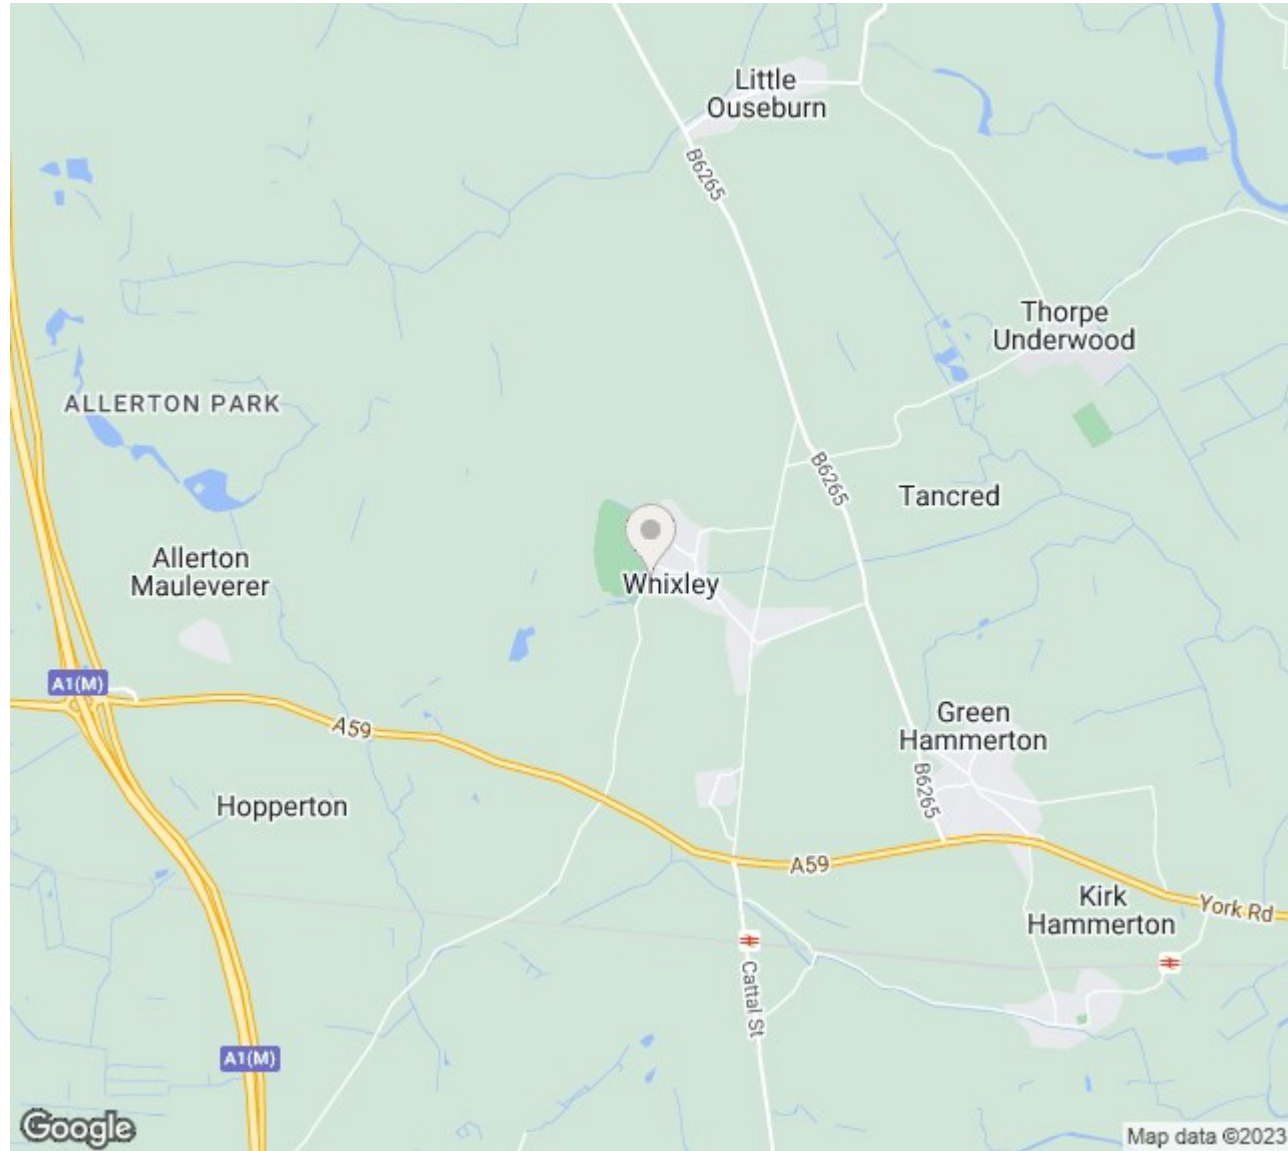 Little
Ouseburn
B6265
Thorpe
Underwood
ALLERTON PARK
B6265
Tancred
Allerton
Mauleverer
Whixley
A1(M)
A59
Green
Hammerton
B6265
Hopperton
A59
Kirk
Hammerton
York Rd
Cattal St
A1(M)
Google
Map data ©2023